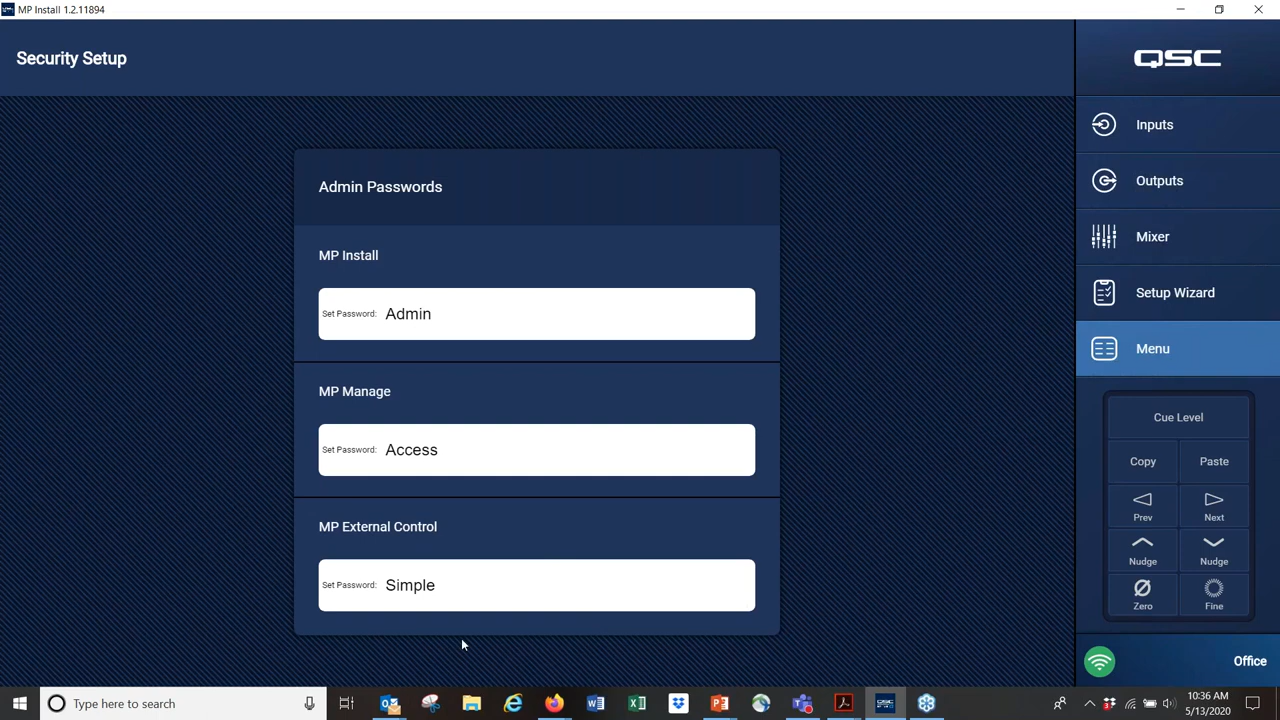 MP Install 1.2.11894
Security Setup
QSC
Admin Passwords
MP Install
Set Password: Admin
MP Manage
Set Password: Access
MP External Control
Set Password: Simple
Inputs
Outputs
Mixer
Setup Wizard
Menu
Cue Level
Copy Paste
Prev Next
Nudge Nudge
Zero Fine
Office
Type here to search
10:36 AM
5/13/2020